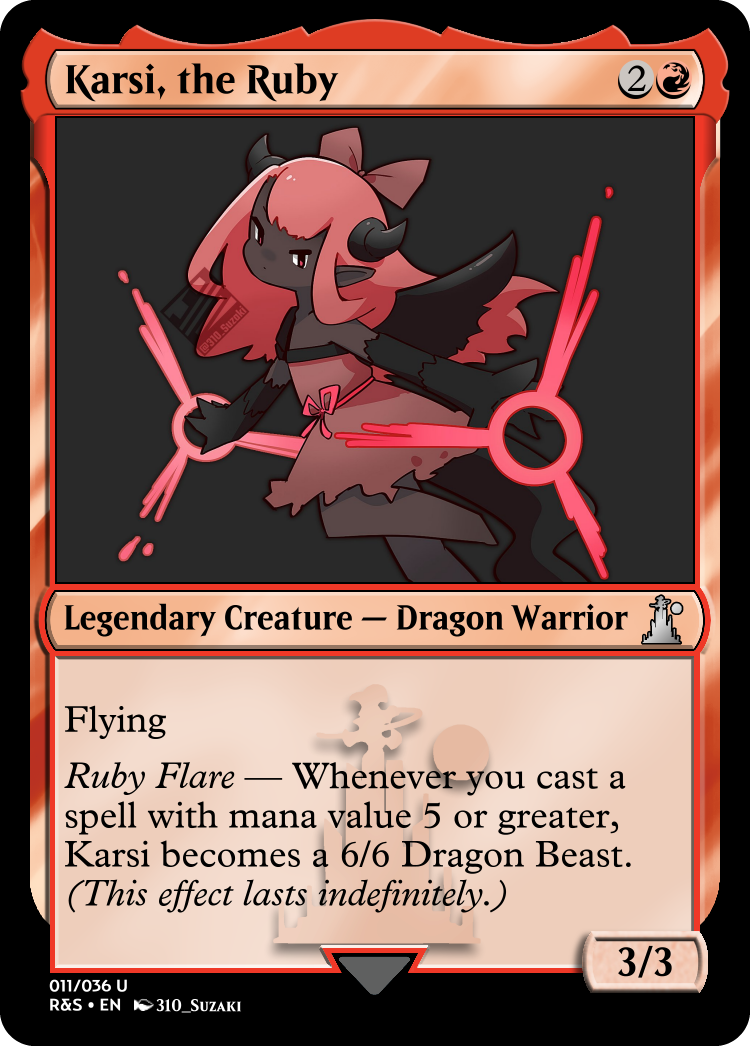 Karsi, the Ruby
2
@310_Suzaki
Legendary Creature — Dragon Warrior
Flying
Ruby Flare — Whenever you cast a
spell with mana value 5 or greater,
Karsi becomes a 6/6 Dragon Beast.
(This effect lasts indefinitely.)
3/3
011/036 U
R&S • EN 310_Suzaki